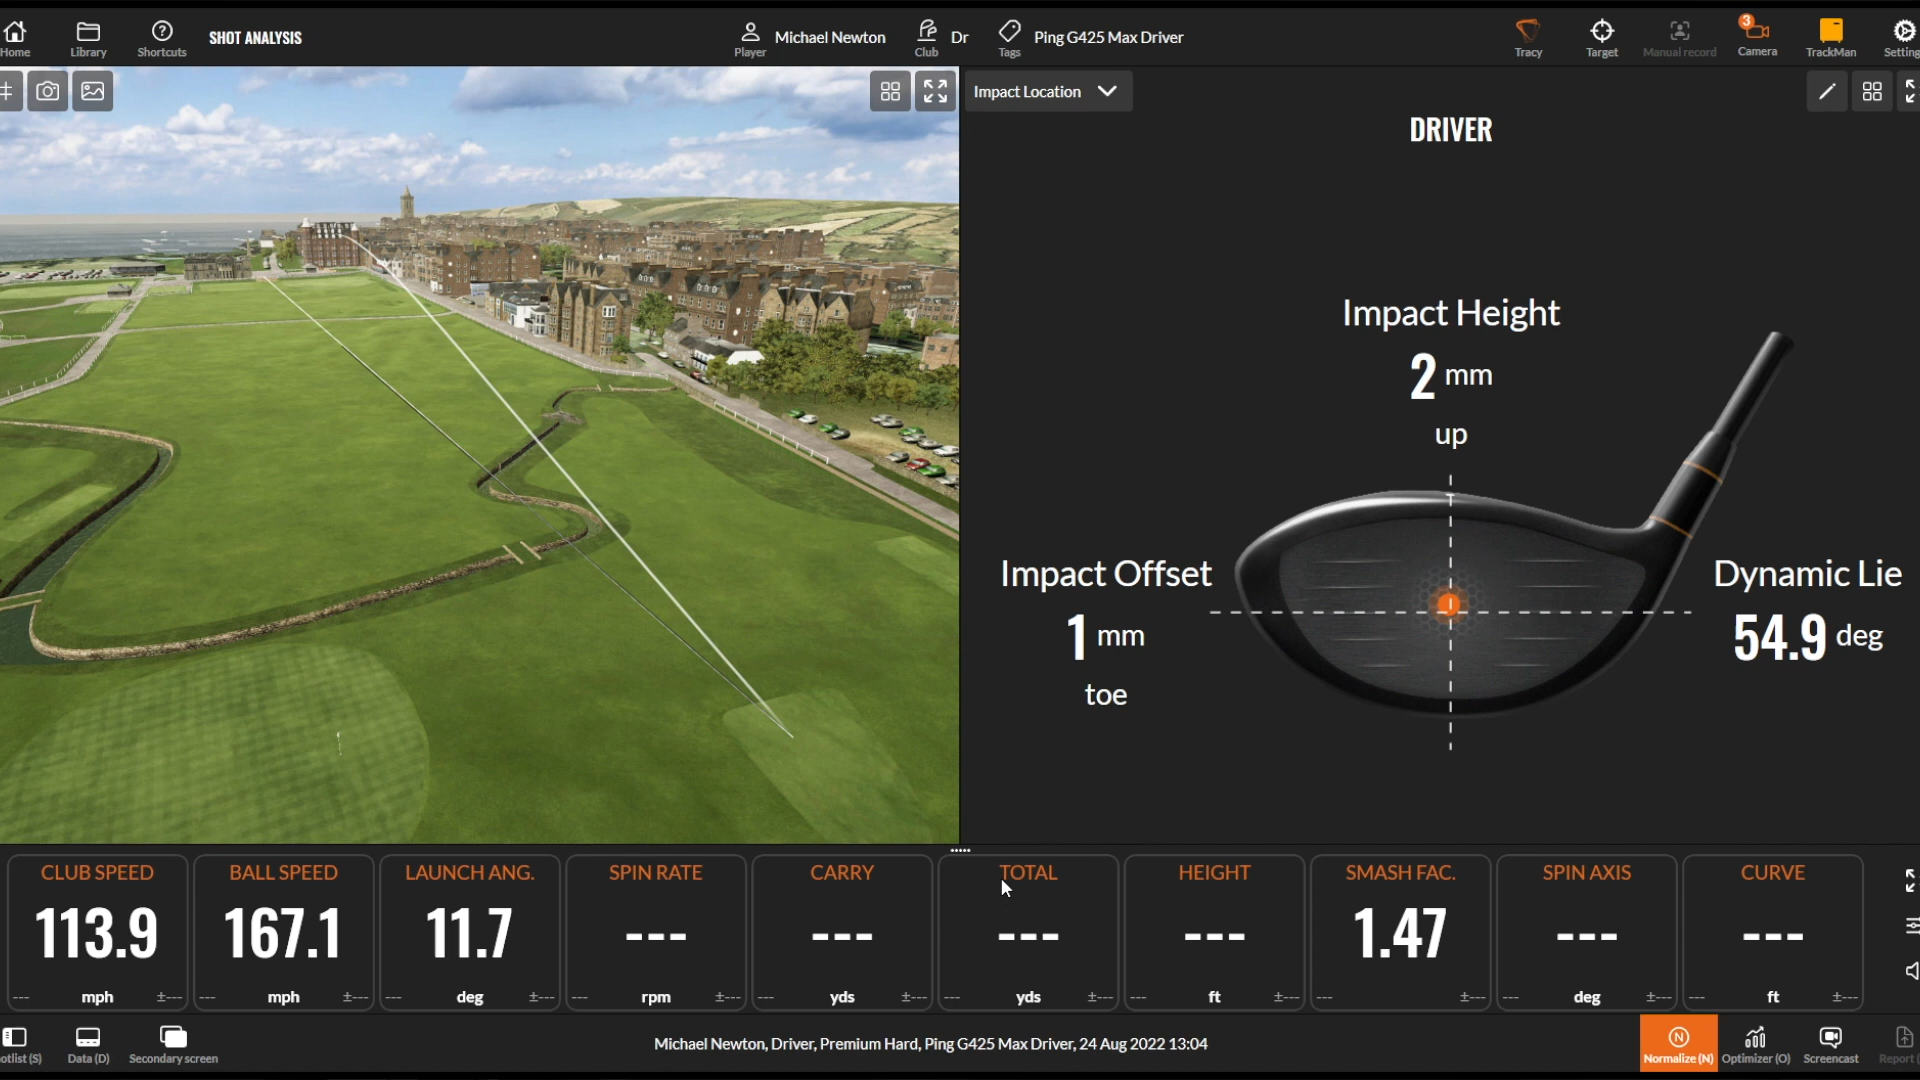 Home
Library
Shortcuts
SHOT ANALYSIS
Player
Michael Newton
Club
Dr
Tags
Ping G425 Max Driver
Tracy
Target
Manual record
3
Camera
TrackMan
Setting
Impact Location
DRIVER
Impact Height
2 mm
up
Impact Offset
1 mm
toe
Dynamic Lie
54.9 deg
CLUB SPEED
113.9
--- mph ±---
BALL SPEED
167.1
--- mph ±---
LAUNCH ANG.
11.7
--- deg ±---
SPIN RATE
---
--- rpm ±---
CARRY
---
--- yds ±---
TOTAL
---
--- yds ±---
HEIGHT
---
--- ft ±---
SMASH FAC.
1.47
--- ±---
SPIN AXIS
---
--- deg ±---
CURVE
---
--- ft ±---
otlist (S)
Data (D)
Secondary screen
Michael Newton, Driver, Premium Hard, Ping G425 Max Driver, 24 Aug 2022 13:04
N
Normalize (N)
Optimizer (O)
Screencast
Report (